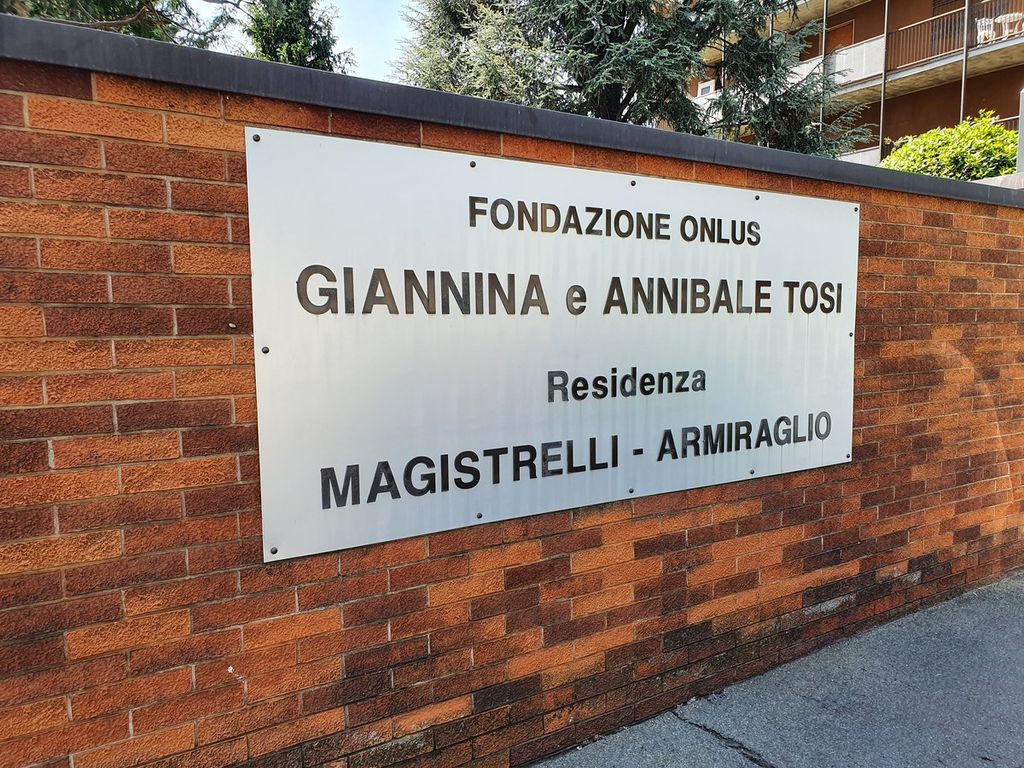 FONDAZIONE ONLUS
GIANNINA e ANNIBALE TOSI
Residenza
MAGISTRELLI - ARMIRAGLIO